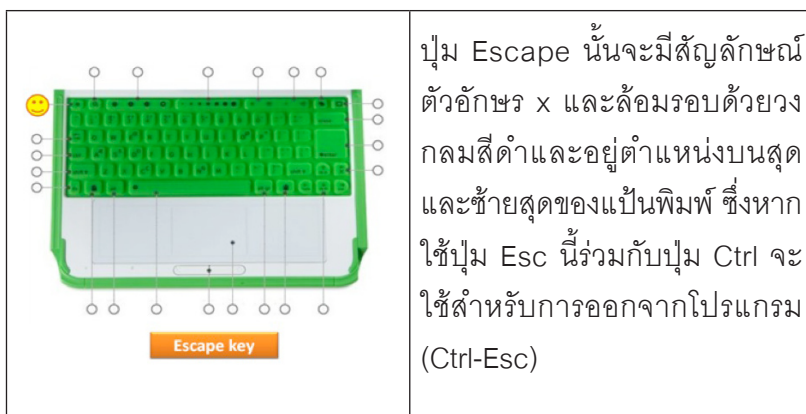 Escape key
ปุ่ม Escape นั้นจะมีสัญลักษณ์
ตัวอักษร x และล้อมรอบด้วยวง
กลมสีดำและอยู่ตำแหน่งบนสุด
และซ้ายสุดของแป้นพิมพ์ ซึ่งหาก
ใช้ปุ่ม Esc นี้ร่วมกับปุ่ม Ctrl จะ
ใช้สำหรับการออกจากโปรแกรม
(Ctrl-Esc)